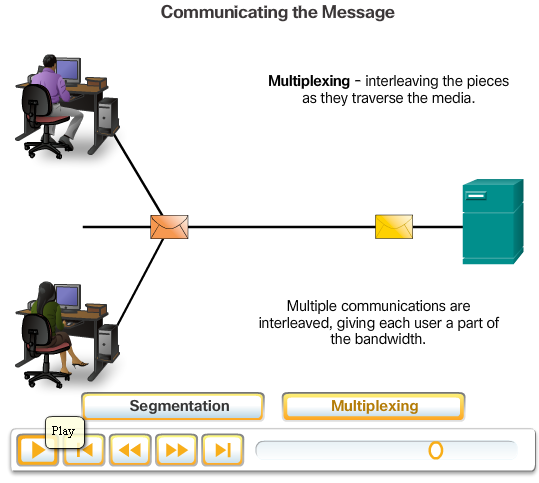 Communicating the Message
Multiplexing - interleaving the pieces
as they traverse the media.
Multiple communications are
interleaved, giving each user a part of
the bandwidth.
Segmentation
Multiplexing
Play